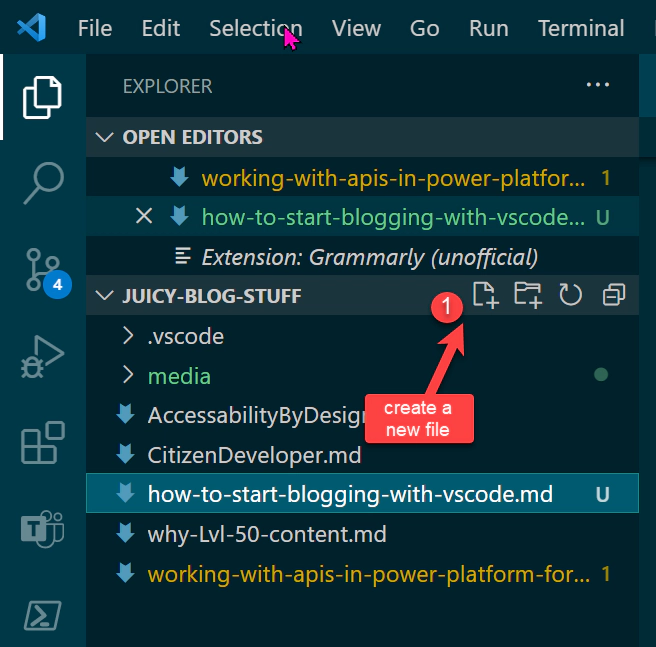 File Edit Selection View Go Run Terminal
EXPLORER ...
OPEN EDITORS
working-with-apis-in-power-platfor... 1
how-to-start-blogging-with-vscode... U
Extension: Grammarly (unofficial)
4
JUICY-BLOG-STUFF
1
.vscode
media
create a
new file
AccessabilityByDesign
CitizenDeveloper.md
how-to-start-blogging-with-vscode.md U
why-Lvl-50-content.md
T
working-with-apis-in-power-platform-for... 1